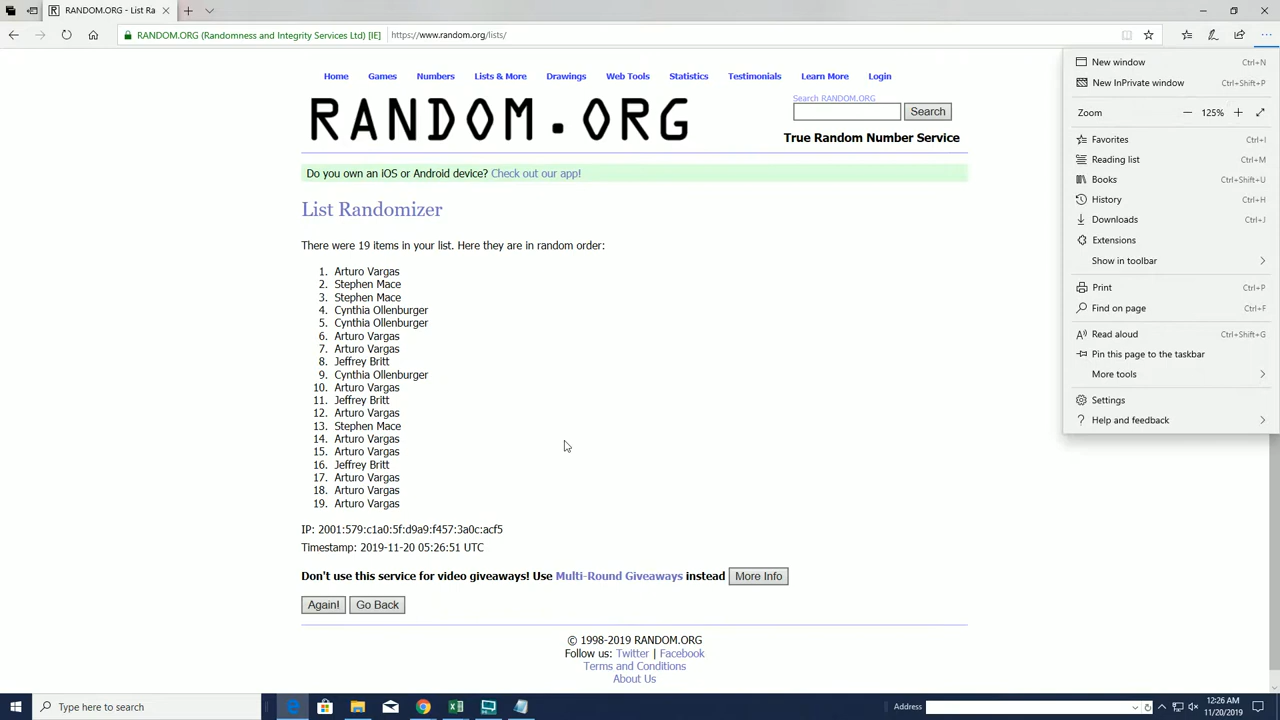 RANDOM.ORG - List Ra
RANDOM.ORG (Randomness and Integrity Services Ltd) [IE]
https://www.random.org/lists/
Home Games Numbers Lists & More Drawings Web Tools Statistics Testimonials Learn More Login
RANDOM.ORG
Search RANDOM.ORG
Search
True Random Number Service
Do you own an iOS or Android device? Check out our app!
List Randomizer
There were 19 items in your list. Here they are in random order:
1. Arturo Vargas
2. Stephen Mace
3. Stephen Mace
4. Cynthia Ollenburger
5. Cynthia Ollenburger
6. Arturo Vargas
7. Arturo Vargas
8. Jeffrey Britt
9. Cynthia Ollenburger
10. Arturo Vargas
11. Jeffrey Britt
12. Arturo Vargas
13. Stephen Mace
14. Arturo Vargas
15. Arturo Vargas
16. Jeffrey Britt
17. Arturo Vargas
18. Arturo Vargas
19. Arturo Vargas
IP: 2001:579:c1a0:5f:d9a9:f457:3a0c:acf5
Timestamp: 2019-11-20 05:26:51 UTC
Don't use this service for video giveaways! Use Multi-Round Giveaways instead More Info
Again! Go Back
© 1998-2019 RANDOM.ORG
Follow us: Twitter | Facebook
Terms and Conditions
About Us
New window Ctrl+N
New InPrivate window Ctrl+Shift+P
Zoom 125%
Favorites Ctrl+I
Reading list Ctrl+M
Books Ctrl+Shift+U
History Ctrl+H
Downloads Ctrl+J
Extensions
Show in toolbar
Print Ctrl+P
Find on page Ctrl+F
Read aloud Ctrl+Shift+G
Pin this page to the taskbar
More tools
Settings
Help and feedback
Type here to search
Address
12:26 AM
11/20/2019